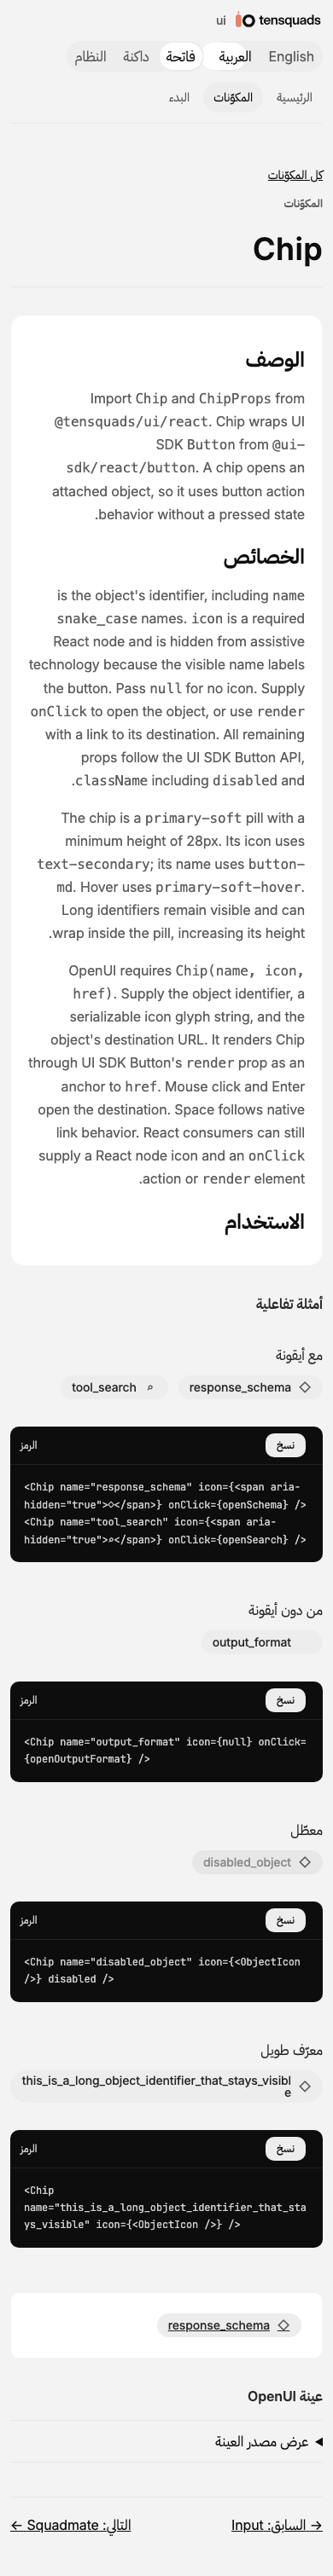 tensquads ui
English العربية فاتحة داكنة النظام
الرئيسية المكوّنات البدء
كل المكوّنات
المكوّنات
Chip
الوصف
Import Chip and ChipProps from
@tensquads/ui/react. Chip wraps UI
SDK Button from @ui-
sdk/react/button. A chip opens an
attached object, so it uses button action
.behavior without a pressed state
الخصائص
is the object's identifier, including name
snake_case names. icon is a required
React node and is hidden from assistive
technology because the visible name labels
the button. Pass null for no icon. Supply
onClick to open the object, or use render
with a link to its destination. All remaining
props follow the UI SDK Button API,
.className including disabled and
The chip is a primary-soft pill with a
minimum height of 28px. Its icon uses
text-secondary; its name uses button-
md. Hover uses primary-soft-hover.
Long identifiers remain visible and can
.wrap inside the pill, increasing its height
OpenUI requires Chip(name, icon,
href). Supply the object identifier, a
serializable icon glyph string, and the
object's destination URL. It renders Chip
through UI SDK Button's render prop as an
anchor to href. Mouse click and Enter
open the destination. Space follows native
link behavior. React consumers can still
supply a React node icon and an onClick
.action or render element
الاستخدام
أمثلة تفاعلية
مع أيقونة
◇ response_schema ⌕ tool_search
نسخ الرمز
<Chip name="response_schema" icon={<span aria-
hidden="true">◇</span>} onClick={openSchema} />
<Chip name="tool_search" icon={<span aria-
hidden="true">⌕</span>} onClick={openSearch} />
من دون أيقونة
output_format
نسخ الرمز
<Chip name="output_format" icon={null} onClick=
{openOutputFormat} />
معطّل
◇ disabled_object
نسخ الرمز
<Chip name="disabled_object" icon={<ObjectIcon
/>} disabled />
معرّف طويل
◇ this_is_a_long_object_identifier_that_stays_visibl
e
نسخ الرمز
<Chip
name="this_is_a_long_object_identifier_that_sta
ys_visible" icon={<ObjectIcon />} />
◇ response_schema
عينة OpenUI
◀ عرض مصدر العينة
→ السابق: Input التالي: Squadmate ←